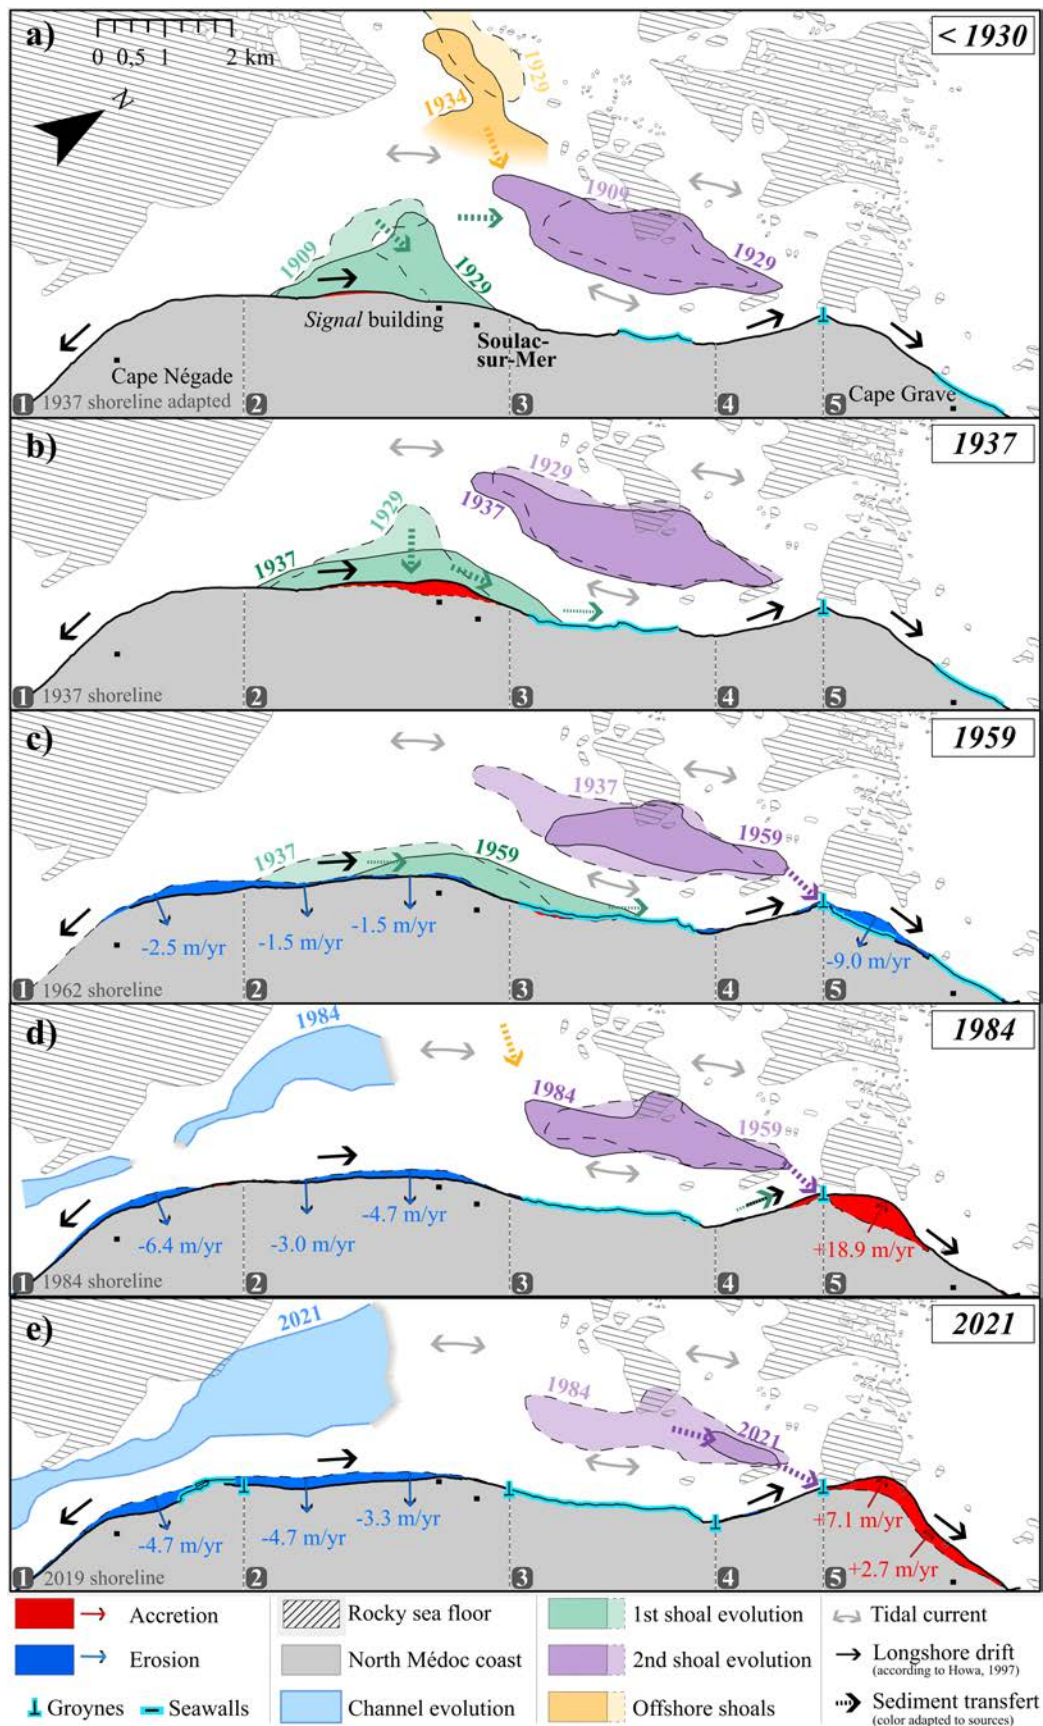 a)
< 1930
0 0,5 1 2 km
N
1929
1934
1909
1909
1929
1929
Signal building
Soulac-
sur-Mer
Cape Négade
Cape Grave
1 1937 shoreline adapted 2 3 4 5
b)
1937
1929
1929
1937
1937
1 1937 shoreline 2 3 4 5
c)
1959
1937
1959
1937
1959
-1.5 m/yr
-2.5 m/yr
-1.5 m/yr
-9.0 m/yr
1 1962 shoreline 2 3 4 5
d)
1984
1984
1984
1959
-4.7 m/yr
-6.4 m/yr
-3.0 m/yr
+18.9 m/yr
1 1984 shoreline 2 3 4 5
e)
2021
2021
1984
2021
-3.3 m/yr
+7.1 m/yr
-4.7 m/yr
-4.7 m/yr
+2.7 m/yr
1 2019 shoreline 2 3 4 5
Accretion
Erosion
Groynes
Seawalls
Rocky sea floor
North Médoc coast
Channel evolution
1st shoal evolution
2nd shoal evolution
Offshore shoals
Tidal current
Longshore drift
(according to Howa, 1997)
Sediment transfert
(color adapted to sources)